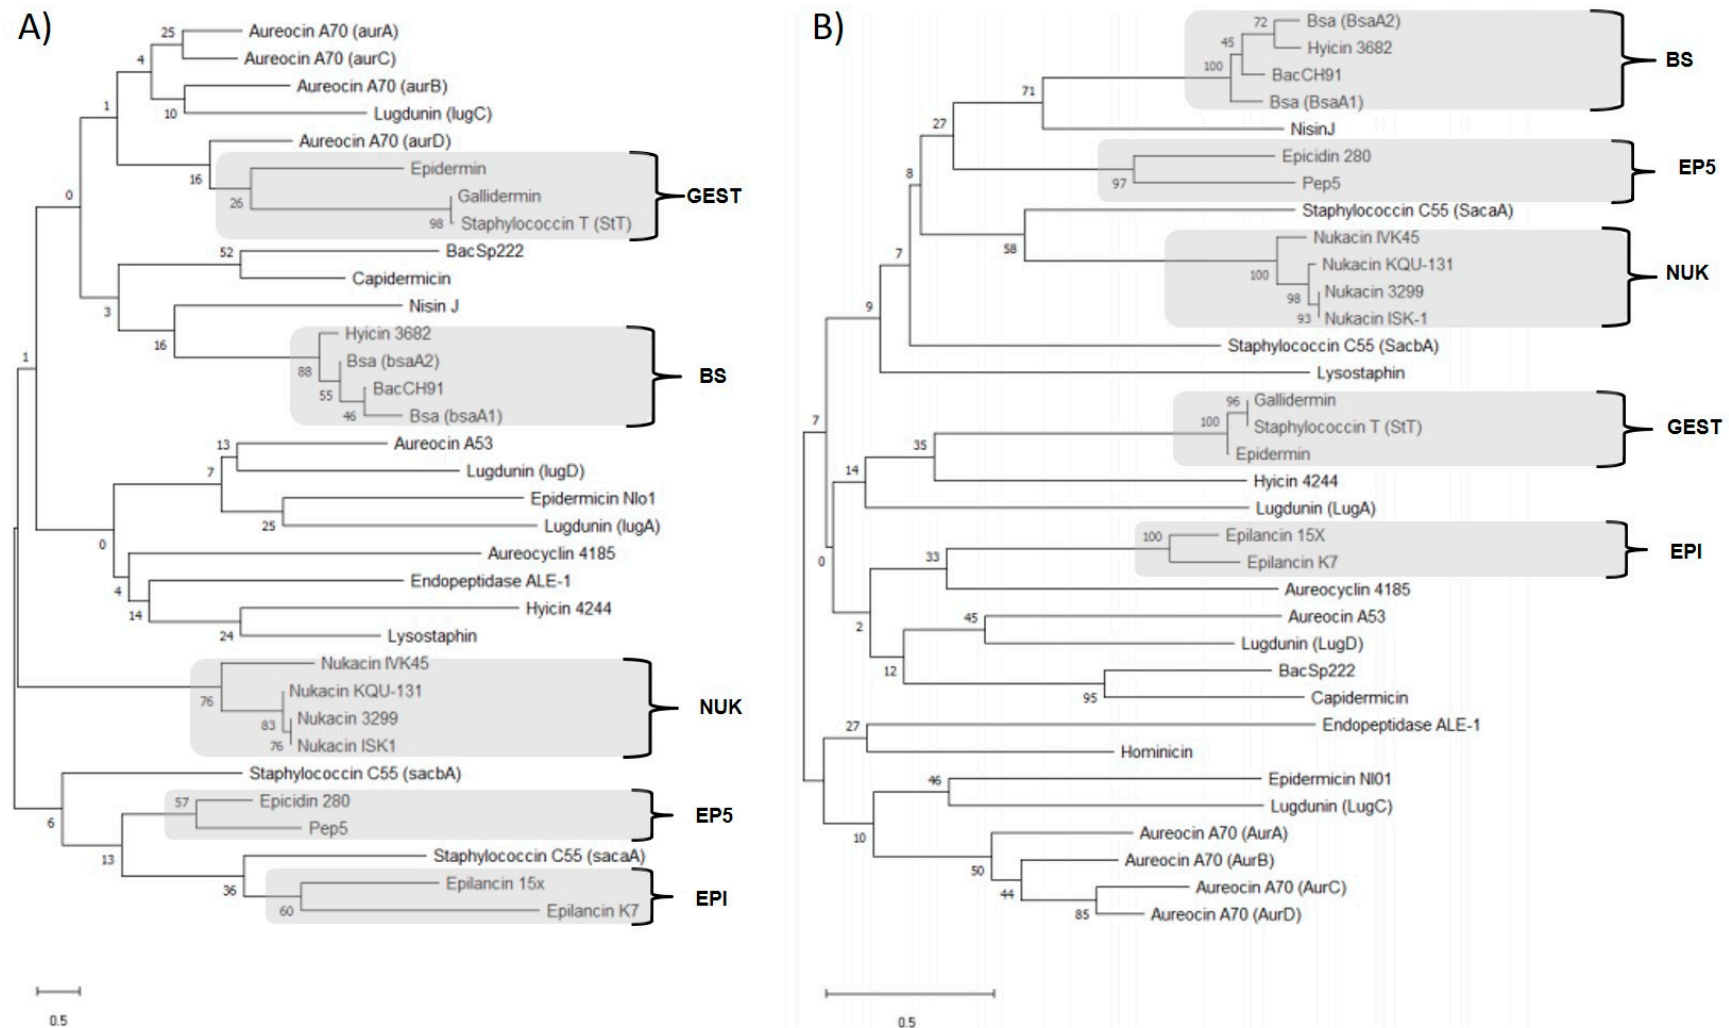 A)
25
Aureocin A70 (aurA)
Aureocin A70 (aurC)
4
Aureocin A70 (aurB)
10
Lugdunin (lugC)
1
Aureocin A70 (aurD)
16
Epidermin
26
Gallidermin
98
Staphylococcin T (StT)
GEST
0
52
BacSp222
Capidermicin
3
Nisin J
16
Hyicin 3682
88
Bsa (bsaA2)
55
BacCH91
46
Bsa (bsaA1)
BS
1
13
Aureocin A53
7
Lugdunin (lugD)
Epidermicin Nlo1
25
Lugdunin (lugA)
0
Aureocyclin 4185
4
Endopeptidase ALE-1
14
Hyicin 4244
24
Lysostaphin
Nukacin IVK45
76
Nukacin KQU-131
83
Nukacin 3299
76
Nukacin ISK1
NUK
Staphylococcin C55 (sacbA)
6
57
Epicidin 280
Pep5
EP5
13
Staphylococcin C55 (sacaA)
36
Epilancin 15x
60
Epilancin K7
EPI
0.5
B)
72
Bsa (BsaA2)
45
Hyicin 3682
100
BacCH91
Bsa (BsaA1)
BS
71
NisinJ
27
Epicidin 280
97
Pep5
EP5
8
Staphylococcin C55 (SacaA)
58
Nukacin IVK45
100
Nukacin KQU-131
98
Nukacin 3299
93
Nukacin ISK-1
NUK
7
Staphylococcin C55 (SacbA)
9
Lysostaphin
7
96
Gallidermin
100
Staphylococcin T (StT)
Epidermin
GEST
35
Hyicin 4244
14
Lugdunin (LugA)
0
100
Epilancin 15X
Epilancin K7
EPI
33
Aureocyclin 4185
2
45
Aureocin A53
Lugdunin (LugD)
12
BacSp222
95
Capidermicin
27
Endopeptidase ALE-1
Hominicin
46
Epidermicin NI01
Lugdunin (LugC)
10
Aureocin A70 (AurA)
50
Aureocin A70 (AurB)
44
Aureocin A70 (AurC)
85
Aureocin A70 (AurD)
0.5